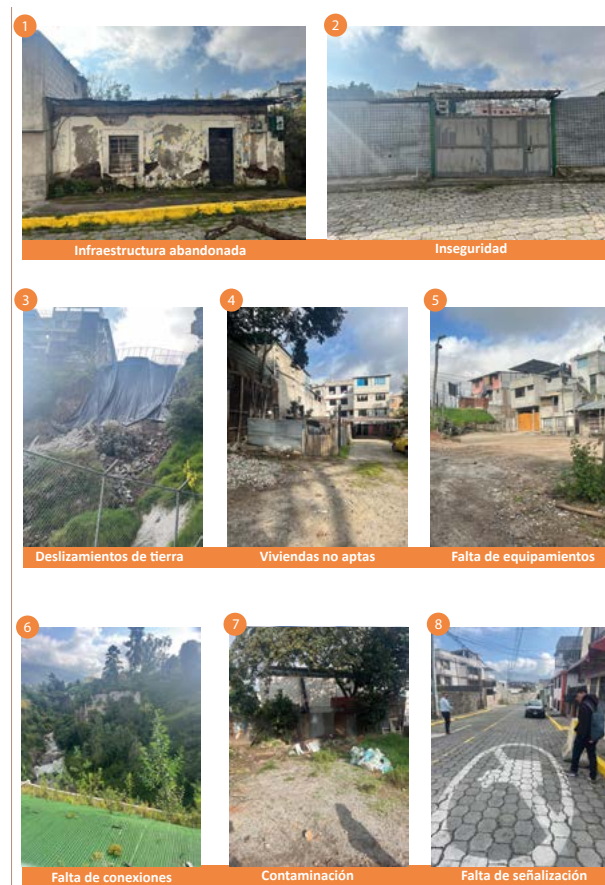 1
2
Infraestructura abandonada
Inseguridad
3
4
5
Deslizamientos de tierra
Viviendas no aptas
Falta de equipamientos
6
7
8
Falta de conexiones
Contaminación
Falta de señalización